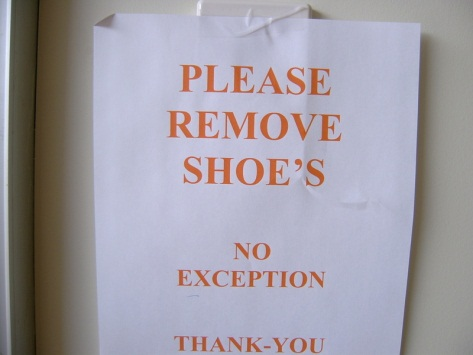 PLEASE
REMOVE
SHOE'S
NO
EXCEPTION
THANK-YOU